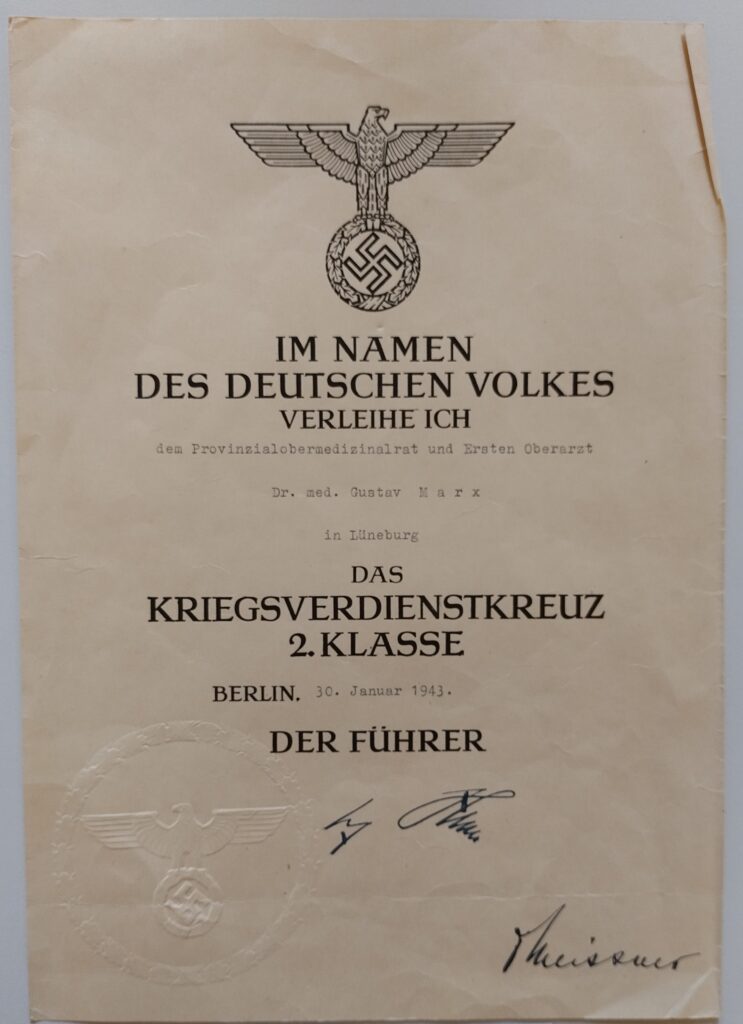 IM NAMEN
DES DEUTSCHEN VOLKES
VERLEIHE ICH
dem Provinzialobermedizinalrat und Ersten Oberarzt
Dr. med. Gustav M a r x
in Lüneburg
DAS
KRIEGSVERDIENSTKREUZ
2. KLASSE
BERLIN. 30. Januar 1943.
DER FÜHRER
Meissner